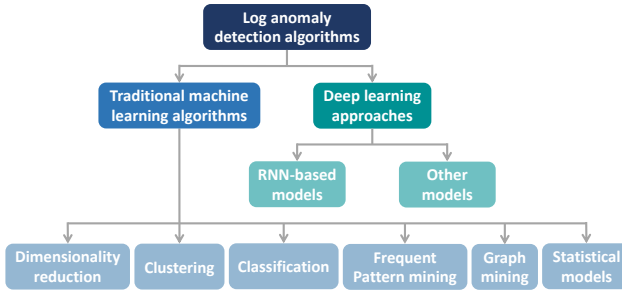 Log anomaly
detection algorithms
Traditional machine
learning algorithms
Deep learning
approaches
RNN-based
models
Other
models
Dimensionality
reduction
Clustering
Classification
Frequent
Pattern mining
Graph
mining
Statistical
models